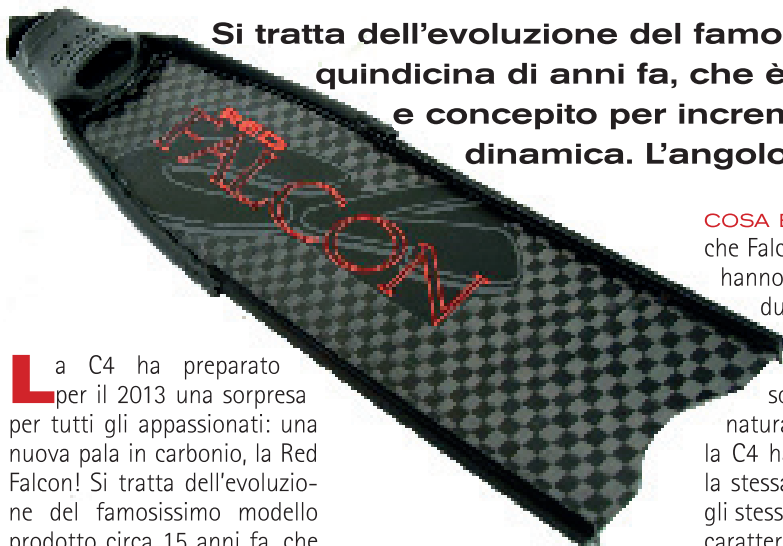 Si tratta dell'evoluzione del famo
quindicina di anni fa, che è
e concepito per increm
dinamica. L'angolo
RED
FALCON
La C4 ha preparato
per il 2013 una sorpresa
per tutti gli appassionati: una
nuova pala in carbonio, la Red
Falcon! Si tratta dell'evoluzio-
ne del famosissimo modello
prodotto circa 15 anni fa, che
COSA
che Falc
hanno
du
so
natura
la C4 ha
la stessa
gli stess
caratter